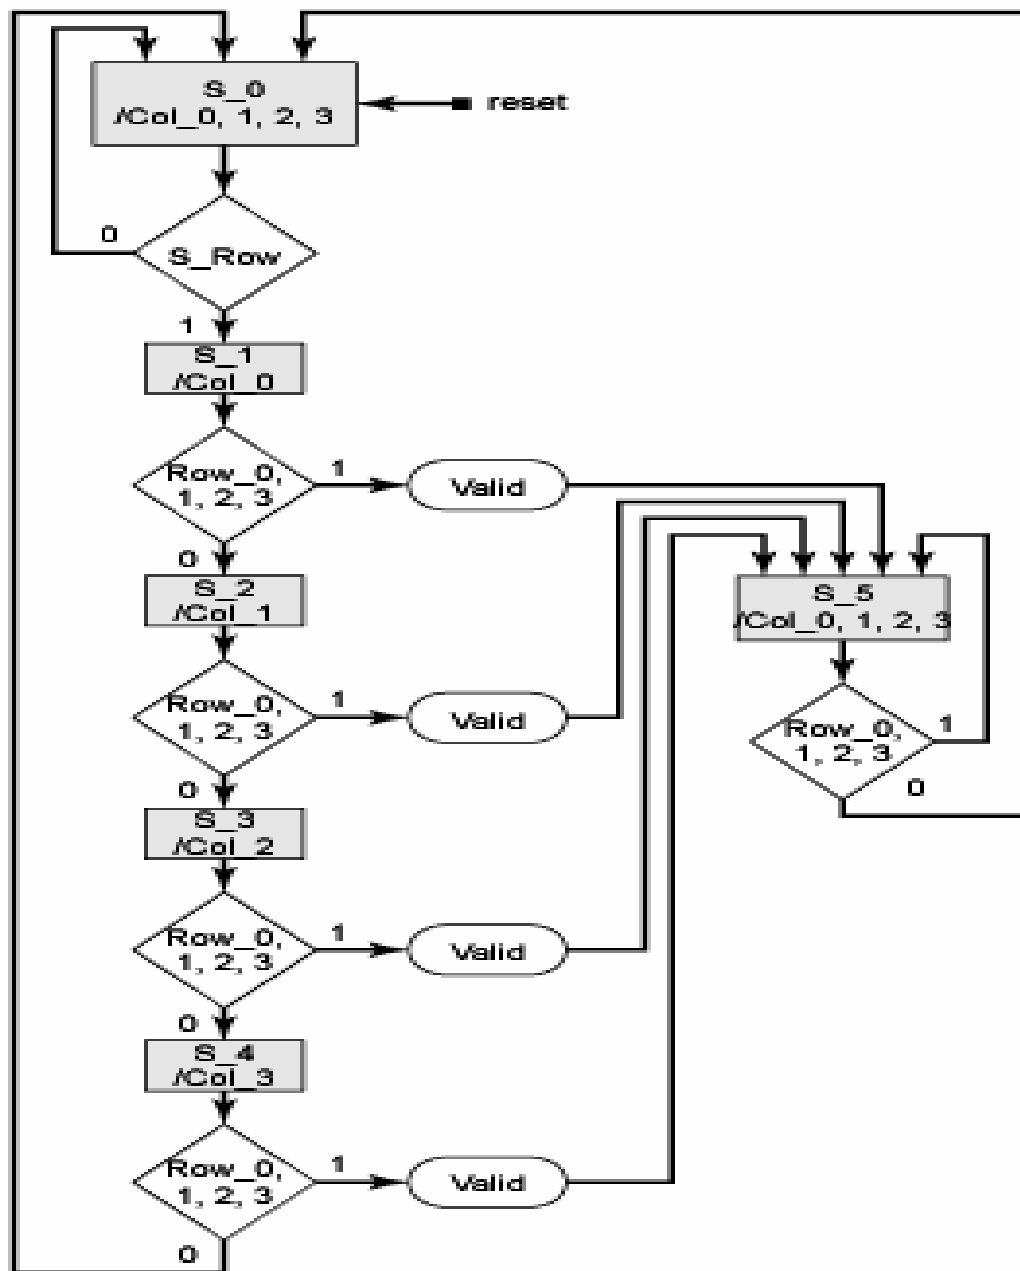 S_0
/Col_0, 1, 2, 3
reset
0
S_Row
1
S_1
/Col_0
Row_0,
1, 2, 3
1
Valid
0
S_2
/Col_1
Row_0,
1, 2, 3
1
Valid
0
S_3
/Col_2
Row_0,
1, 2, 3
1
Valid
0
S_4
/Col_3
Row_0,
1, 2, 3
1
Valid
0
S_5
/Col_0, 1, 2, 3
Row_0,
1, 2, 3
1
0